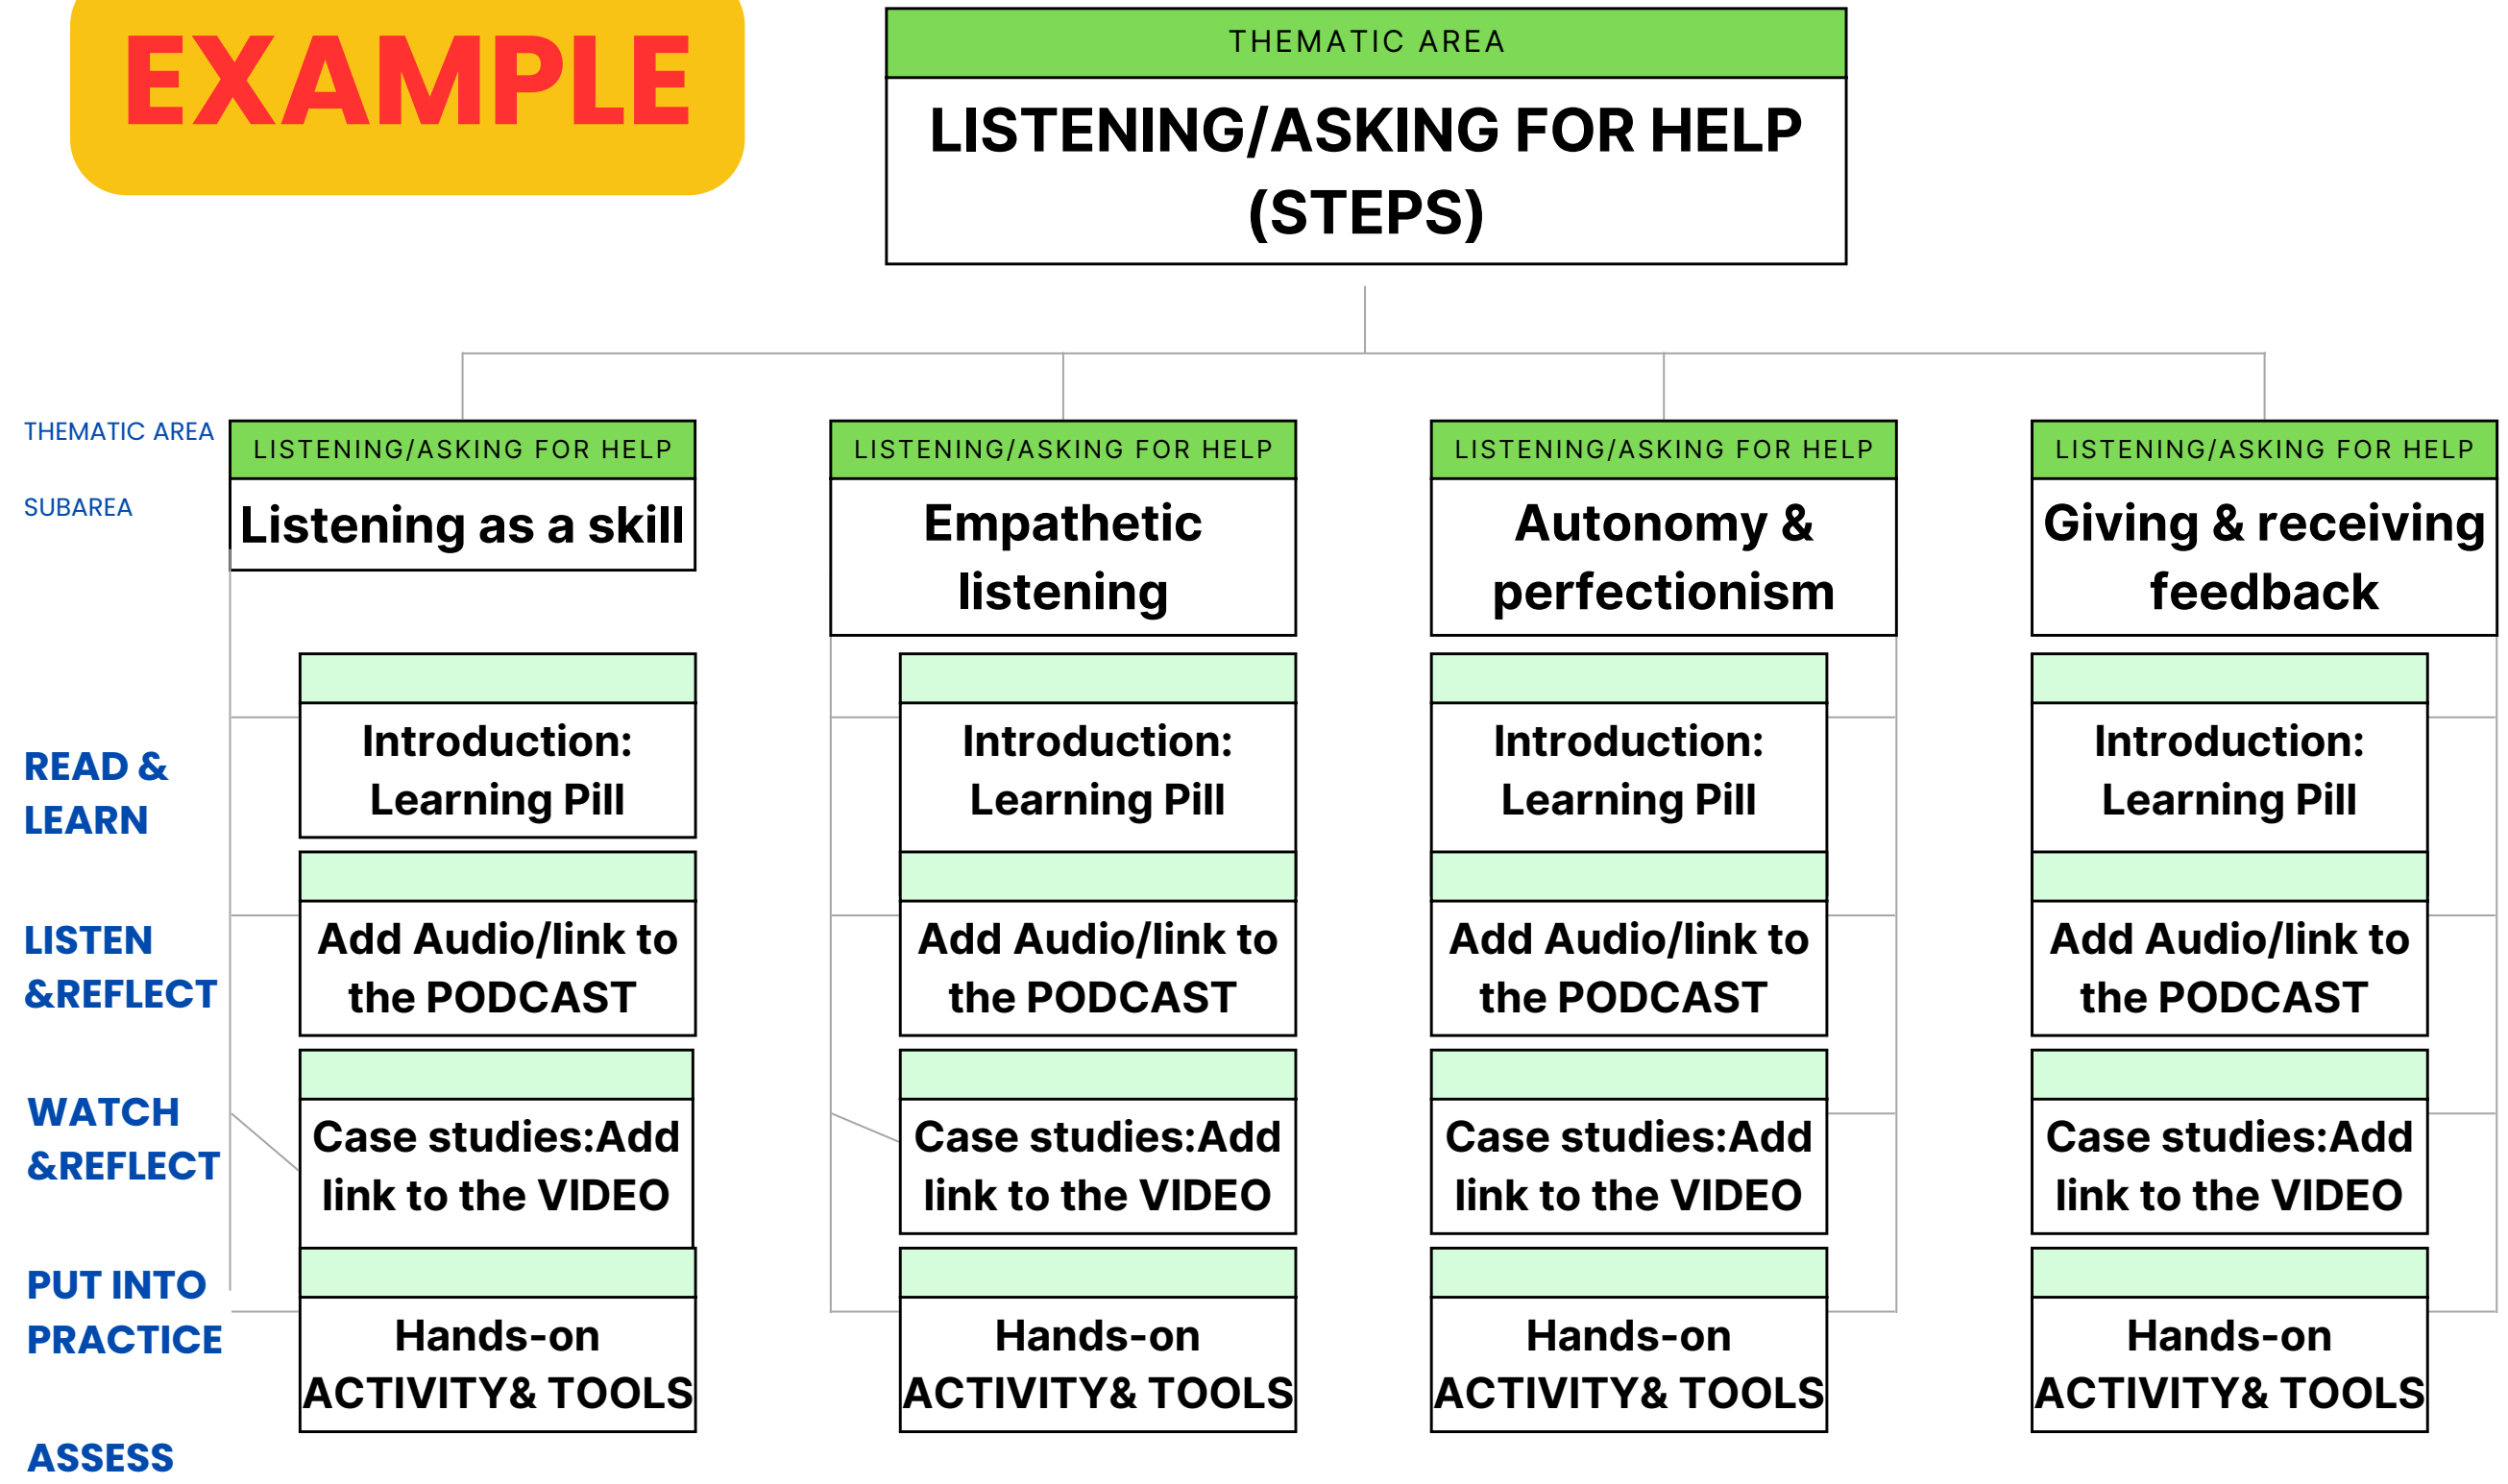 EXAMPLE
THEMATIC AREA
LISTENING/ASKING FOR HELP
(STEPS)
THEMATIC AREA
SUBAREA
LISTENING/ASKING FOR HELP
Listening as a skill
LISTENING/ASKING FOR HELP
Empathetic
listening
LISTENING/ASKING FOR HELP
Autonomy &
perfectionism
LISTENING/ASKING FOR HELP
Giving & receiving
feedback
READ &
LEARN
Introduction:
Learning Pill
Introduction:
Learning Pill
Introduction:
Learning Pill
Introduction:
Learning Pill
LISTEN
&REFLECT
Add Audio/link to
the PODCAST
Add Audio/link to
the PODCAST
Add Audio/link to
the PODCAST
Add Audio/link to
the PODCAST
WATCH
&REFLECT
Case studies:Add
link to the VIDEO
Case studies:Add
link to the VIDEO
Case studies:Add
link to the VIDEO
Case studies:Add
link to the VIDEO
PUT INTO
PRACTICE
Hands-on
ACTIVITY& TOOLS
Hands-on
ACTIVITY& TOOLS
Hands-on
ACTIVITY& TOOLS
Hands-on
ACTIVITY& TOOLS
ASSESS